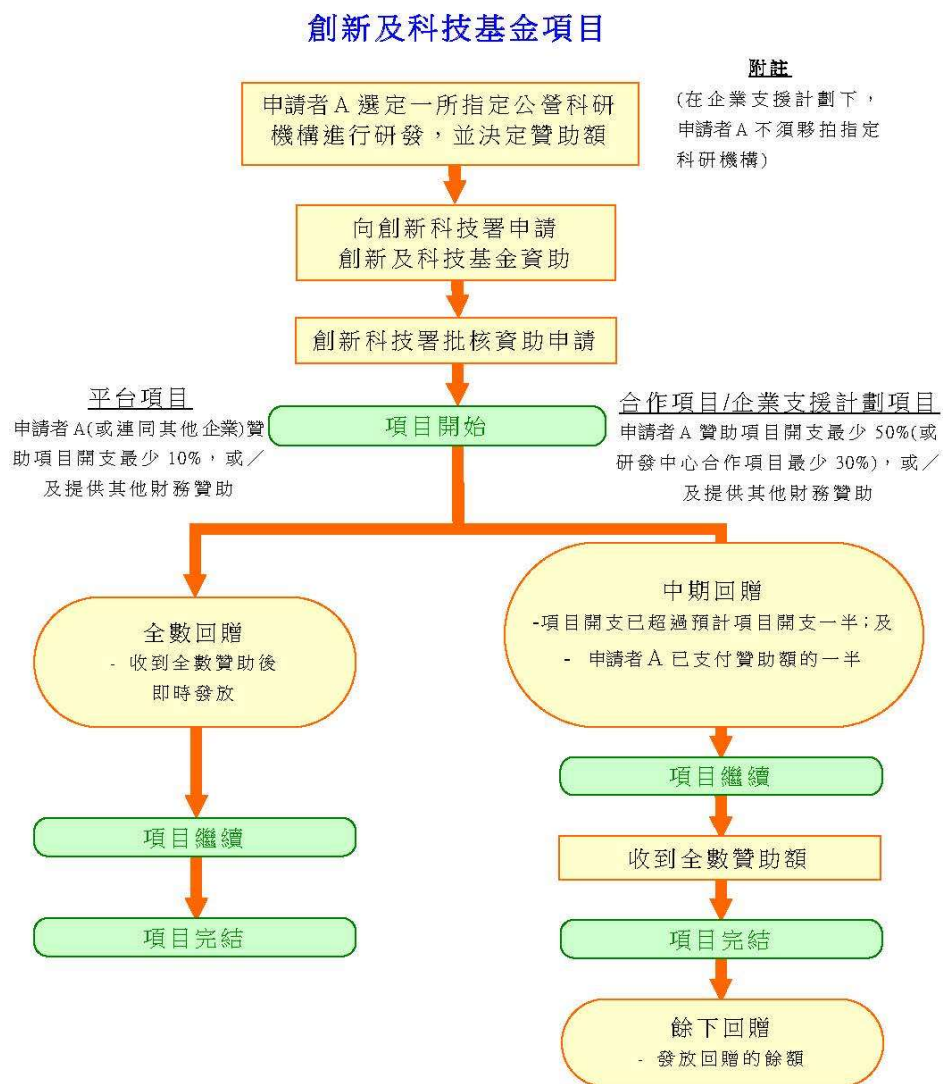 創新及科技基金項目
附註
(在企業支援計劃下，
申請者A不須夥拍指定
科研機構)
申請者A選定一所指定公營科研
機構進行研發，並決定贊助額
向創新科技署申請
創新及科技基金資助
創新科技署批核資助申請
平台項目
申請者A(或連同其他企業)贊
助項目開支最少10%，或／
及提供其他財務贊助
項目開始
合作項目/企業支援計劃項目
申請者A贊助項目開支最少50%(或
研發中心合作項目最少30%)，或／
及提供其他財務贊助
全數回贈
- 收到全數贊助後
即時發放
項目繼續
項目完結
中期回贈
-項目開支已超過預計項目開支一半;及
- 申請者A已支付贊助額的一半
項目繼續
收到全數贊助額
項目完結
餘下回贈
- 發放回贈的餘額